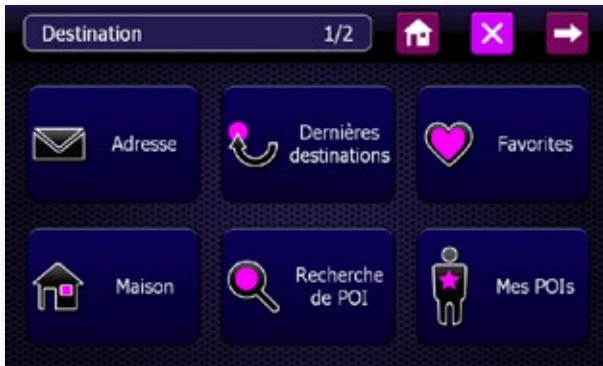 Destination 1/2
Adresse
Dernières
destinations
Favorites
Maison
Recherche
de POI
Mes POIs